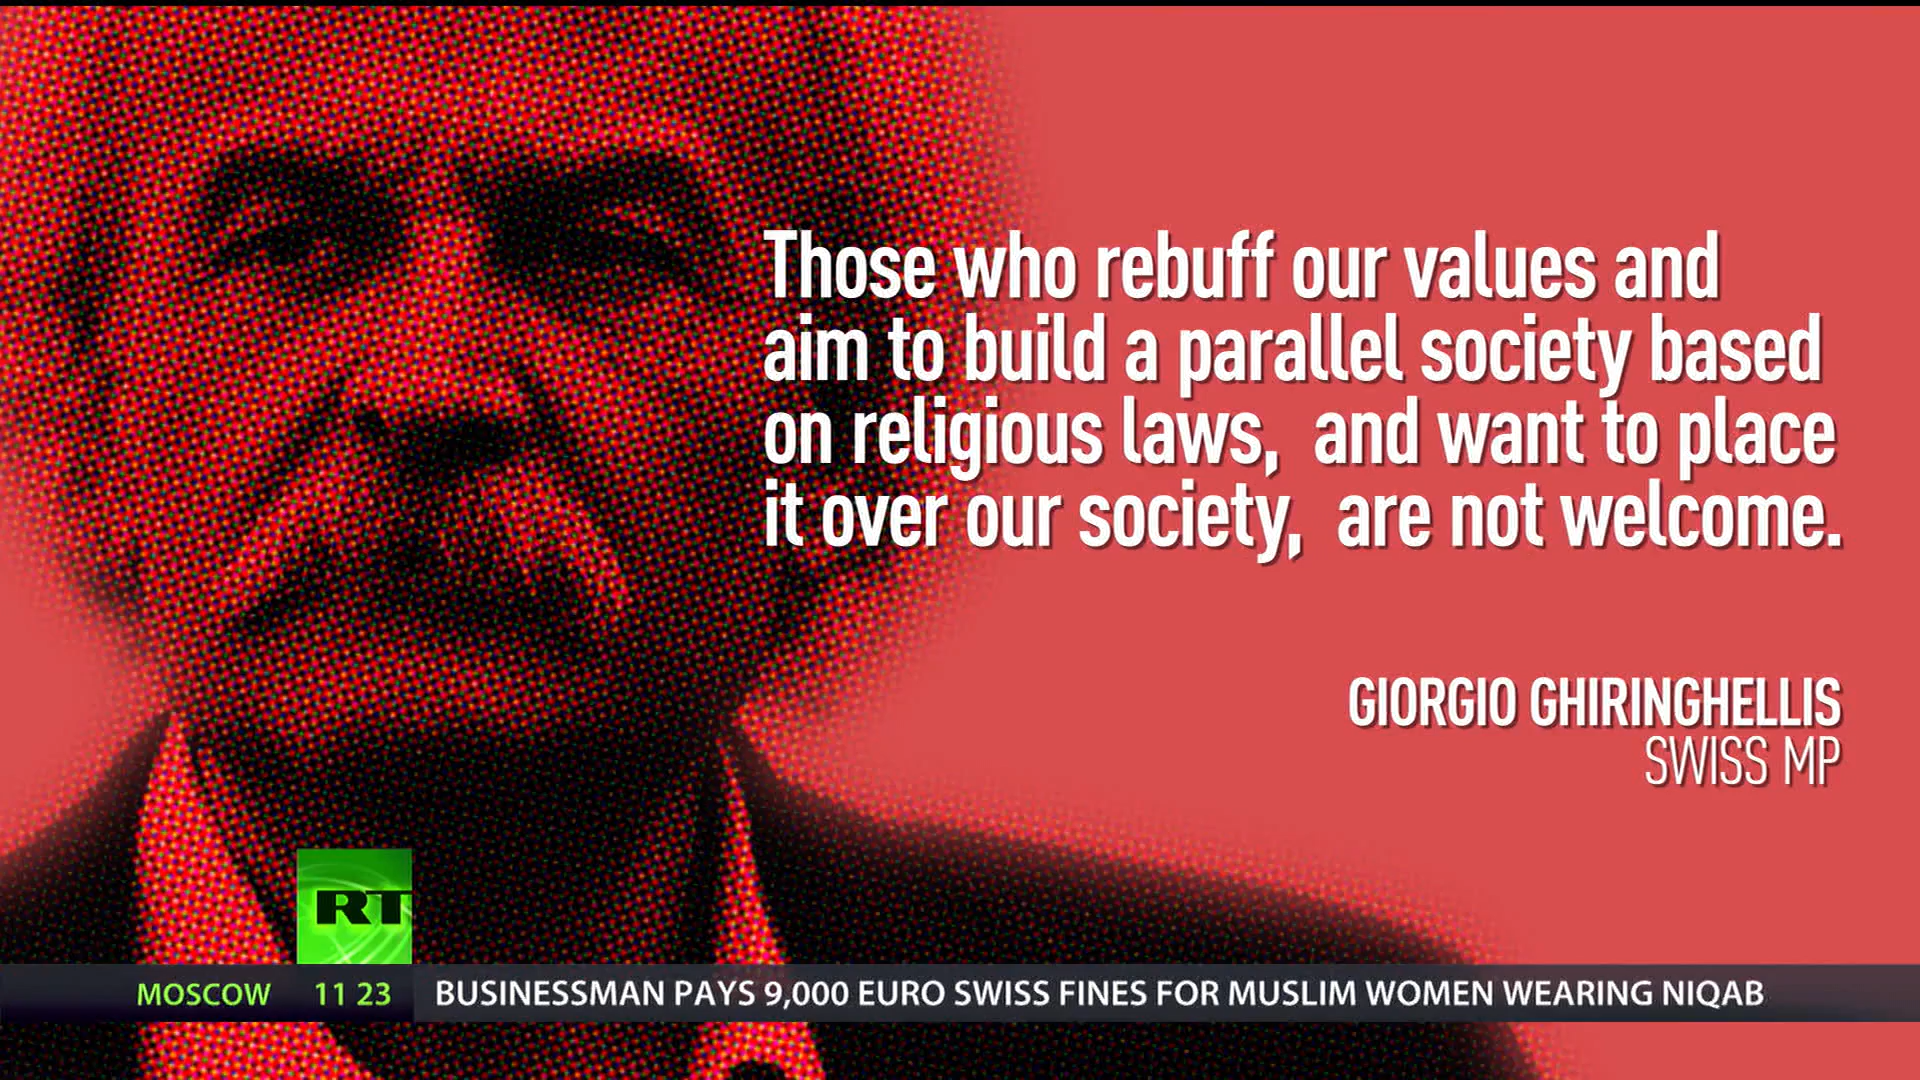 Those who rebuff our values and
aim to build a parallel society based
on religious laws, and want to place
it over our society, are not welcome.
GIORGIO GHIRINGHELLIS
SWISS MP
RT
MOSCOW 11 23 BUSINESSMAN PAYS 9,000 EURO SWISS FINES FOR MUSLIM WOMEN WEARING NIQAB